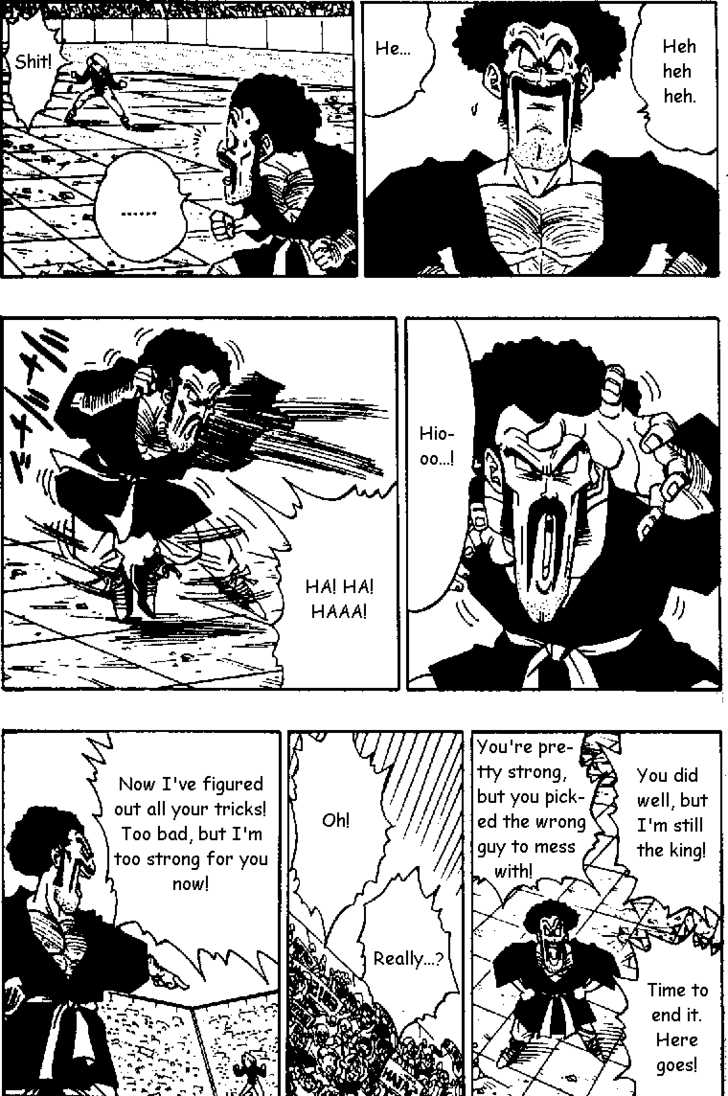 Heh
heh
heh.
He...
......
Shit!
Hio-
oo...!
HA! HA!
HAAA!
You did
well, but
I'm still
the king!
You're pre-
tty strong,
but you pick-
ed the wrong
guy to mess
with!
Time to
end it.
Here
goes!
Oh!
Really...?
Now I've figured
out all your tricks!
Too bad, but I'm
too strong for you
now!